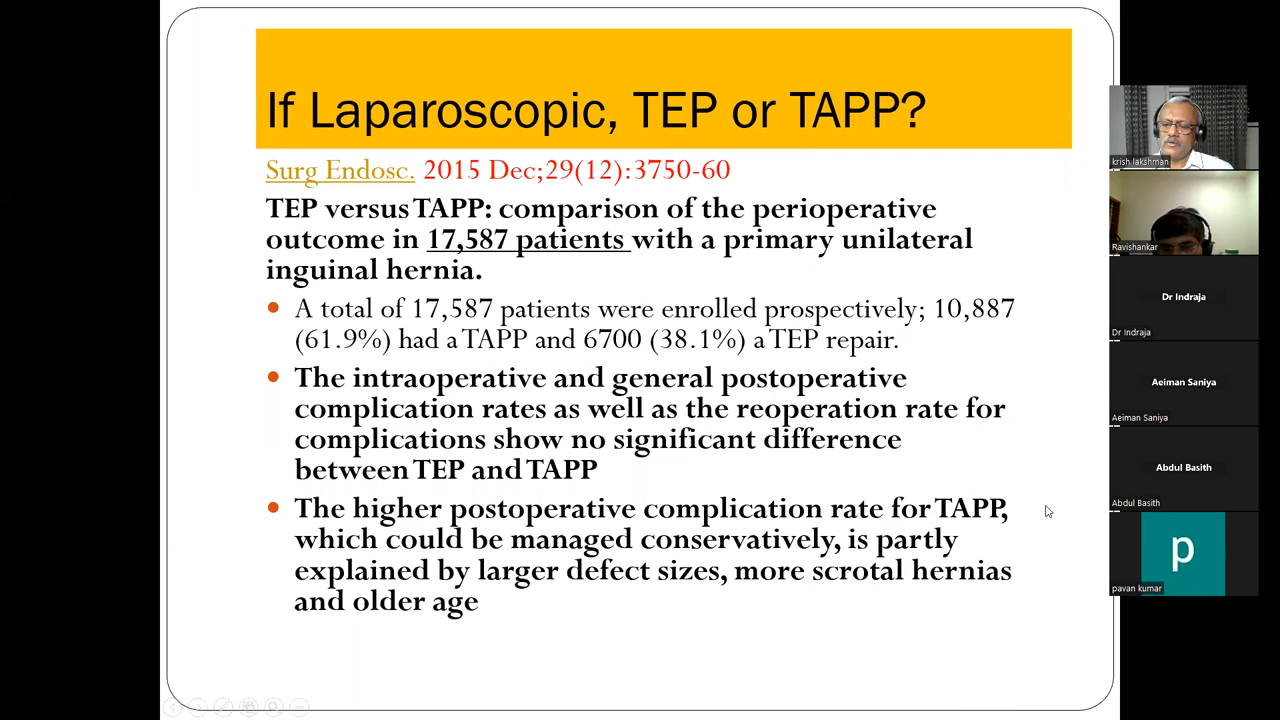 If Laparoscopic, TEP or TAPP?
Surg Endosc. 2015 Dec;29(12):3750-60
TEP versus TAPP: comparison of the perioperative
outcome in 17,587 patients with a primary unilateral
inguinal hernia.
A total of 17,587 patients were enrolled prospectively; 10,887
(61.9%) had a TAPP and 6700 (38.1%) a TEP repair.
The intraoperative and general postoperative
complication rates as well as the reoperation rate for
complications show no significant difference
between TEP and TAPP
The higher postoperative complication rate for TAPP,
which could be managed conservatively, is partly
explained by larger defect sizes, more scrotal hernias
and older age
krish lakshman
Ravishankar
Dr Indraja
Dr Indraja
Aeiman Saniya
Aeiman Saniya
Abdul Basith
Abdul Basith
p
pavan kumar